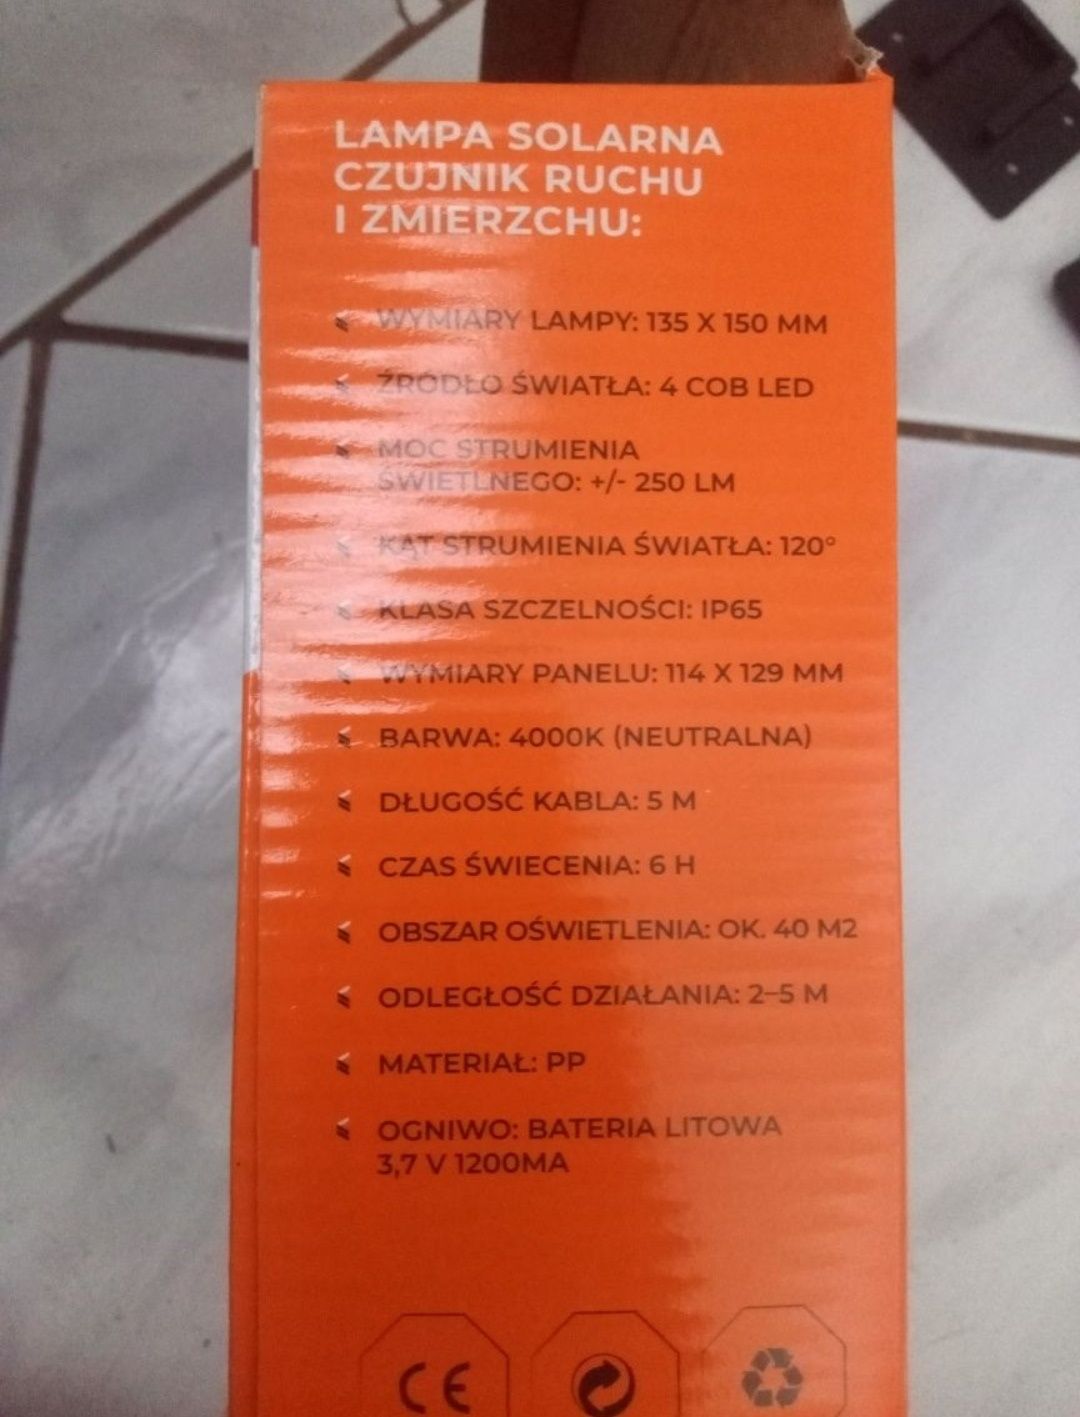 LAMPA SOLARNA
CZUJNIK RUCHU
I ZMIERZCHU:
WYMIARY LAMPY: 135 X 150 MM
ŹRÓDŁO ŚWIATŁA: 4 COB LED
MOC STRUMIENIA
ŚWIETLNEGO: +/- 250 LM
KĄT STRUMIENIA ŚWIATŁA: 120°
KLASA SZCZELNOŚCI: IP65
WYMIARY PANELU: 114 X 129 MM
BARWA: 4000K (NEUTRALNA)
DŁUGOŚĆ KABLA: 5 M
CZAS ŚWIECENIA: 6 H
OBSZAR OŚWIETLENIA: OK. 40 M2
ODLEGŁOŚĆ DZIAŁANIA: 2–5 M
MATERIAŁ: PP
OGNIWO: BATERIA LITOWA
3,7 V 1200MA
CE